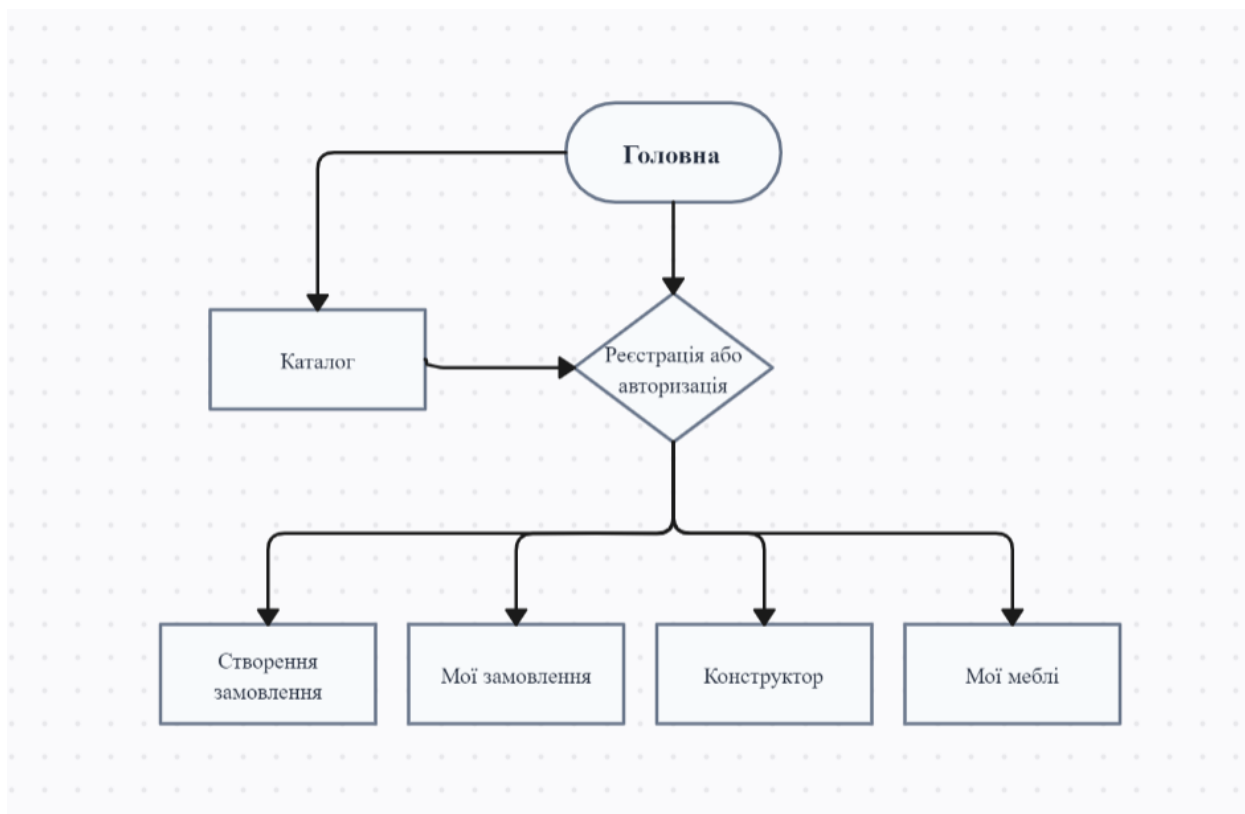 Головна
Каталог
Реєстрація або
авторизація
Створення
замовлення
Мої замовлення
Конструктор
Мої меблі